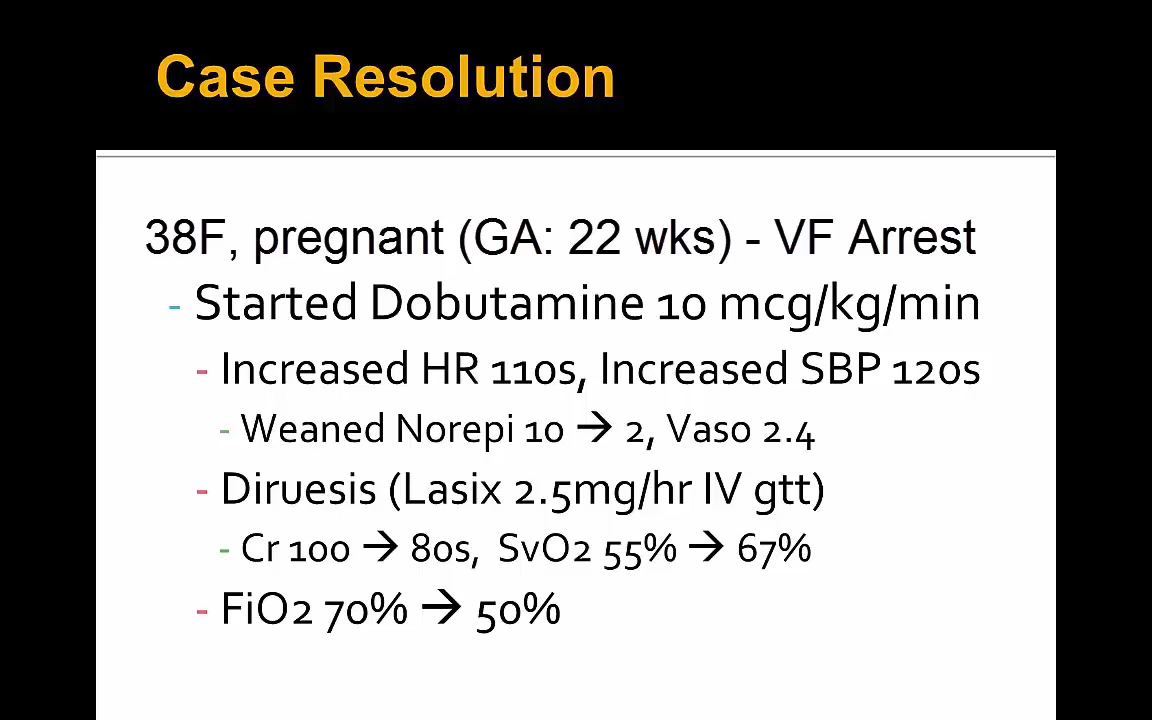 Case Resolution
38F, pregnant (GA: 22 wks) - VF Arrest
- Started Dobutamine 10 mcg/kg/min
- Increased HR 110s, Increased SBP 120s
- Weaned Norepi 10 → 2, Vaso 2.4
- Diruesis (Lasix 2.5mg/hr IV gtt)
- Cr 100 → 80s, SvO2 55% → 67%
- FiO2 70% → 50%